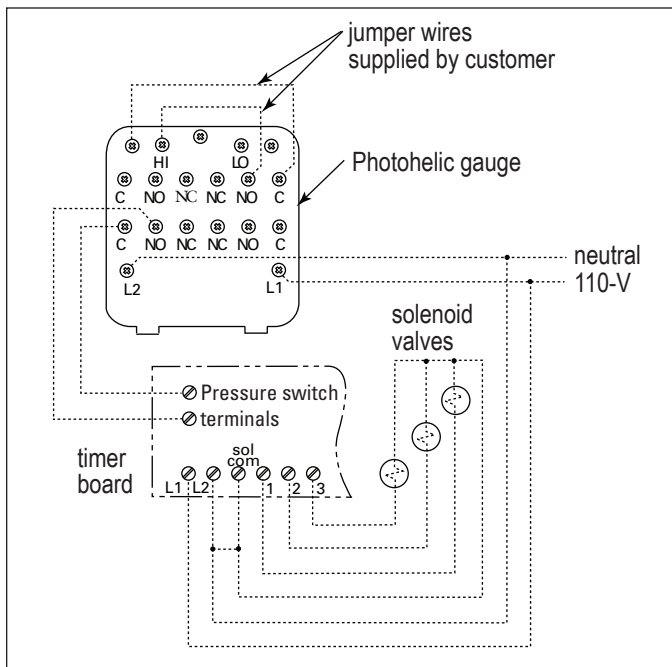 jumper wires
supplied by customer
HI LO
C NO NC NC NO C
Photohelic gauge
C NO NC NC NO C
L2 L1
neutral
110-V
solenoid
valves
Pressure switch
terminals
timer
board
sol
com
L1 L2 1 2 3